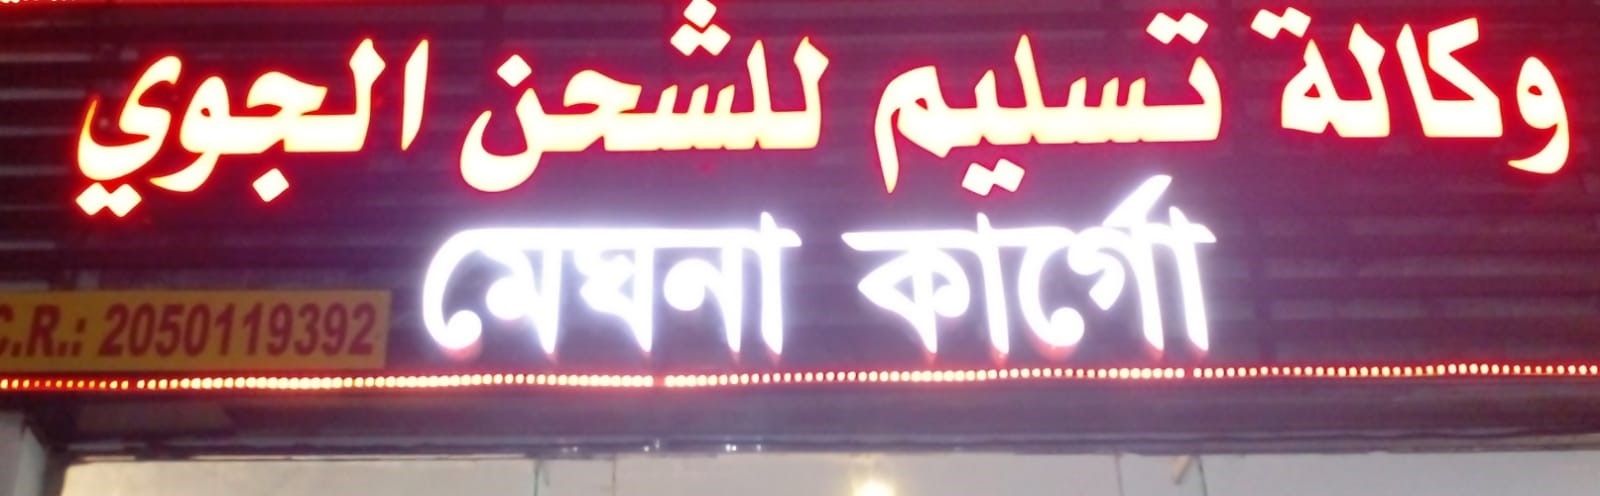 وكالة تسليم للشحن الجوي
মেঘনা কার্গো
C.R.: 2050119392